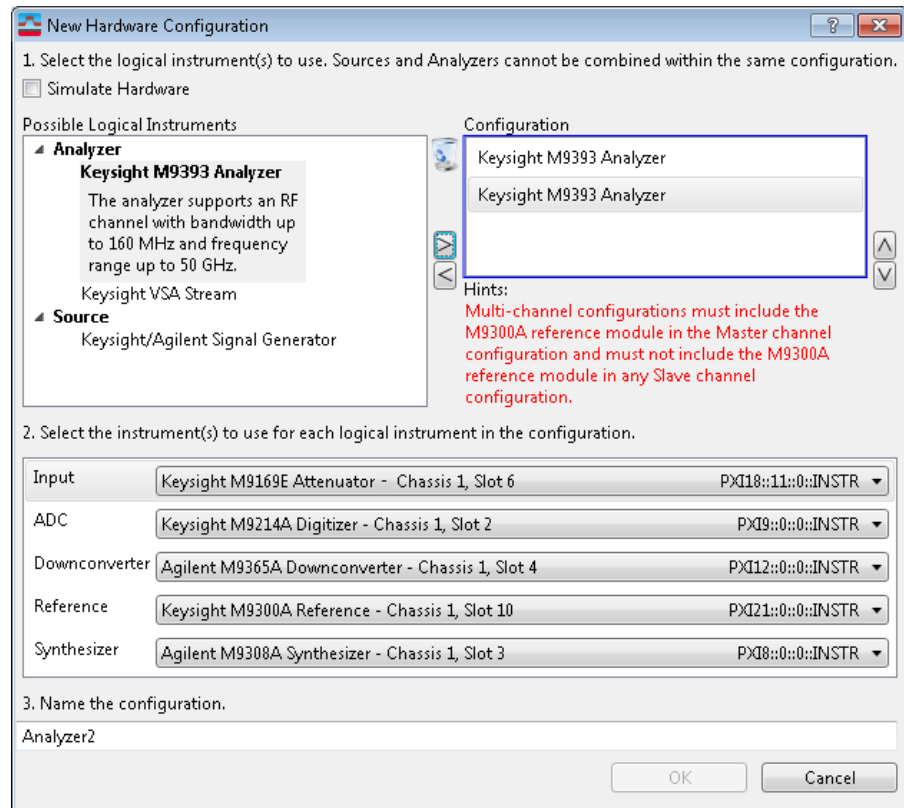 New Hardware Configuration
1. Select the logical instrument(s) to use. Sources and Analyzers cannot be combined within the same configuration.
Simulate Hardware
Possible Logical Instruments
Analyzer
Keysight M9393 Analyzer
The analyzer supports an RF
channel with bandwidth up
to 160 MHz and frequency
range up to 50 GHz.
Keysight VSA Stream
Source
Keysight/Agilent Signal Generator
Configuration
Keysight M9393 Analyzer
Keysight M9393 Analyzer
Hints:
Multi-channel configurations must include the
M9300A reference module in the Master channel
configuration and must not include the M9300A
reference module in any Slave channel
configuration.
2. Select the instrument(s) to use for each logical instrument in the configuration.
Input Keysight M9169E Attenuator - Chassis 1, Slot 6 PXI18::11::0::INSTR
ADC Keysight M9214A Digitizer - Chassis 1, Slot 2 PXI9::0::0::INSTR
Downconverter Agilent M9365A Downconverter - Chassis 1, Slot 4 PXI12::0::0::INSTR
Reference Keysight M9300A Reference - Chassis 1, Slot 10 PXI21::0::0::INSTR
Synthesizer Agilent M9308A Synthesizer - Chassis 1, Slot 3 PXI8::0::0::INSTR
3. Name the configuration.
Analyzer2
OK Cancel